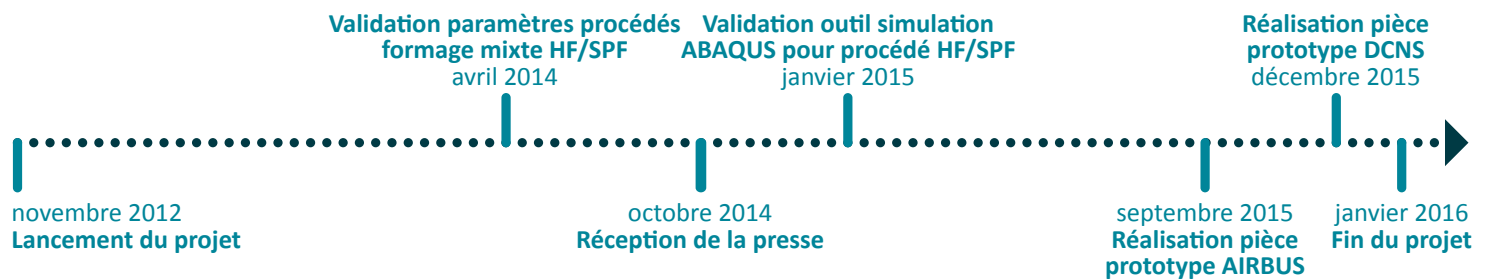 Validation paramètres procédés
formage mixte HF/SPF
avril 2014
Validation outil simulation
ABAQUS pour procédé HF/SPF
janvier 2015
Réalisation pièce
prototype DCNS
décembre 2015
novembre 2012
Lancement du projet
octobre 2014
Réception de la presse
septembre 2015
Réalisation pièce
prototype AIRBUS
janvier 2016
Fin du projet